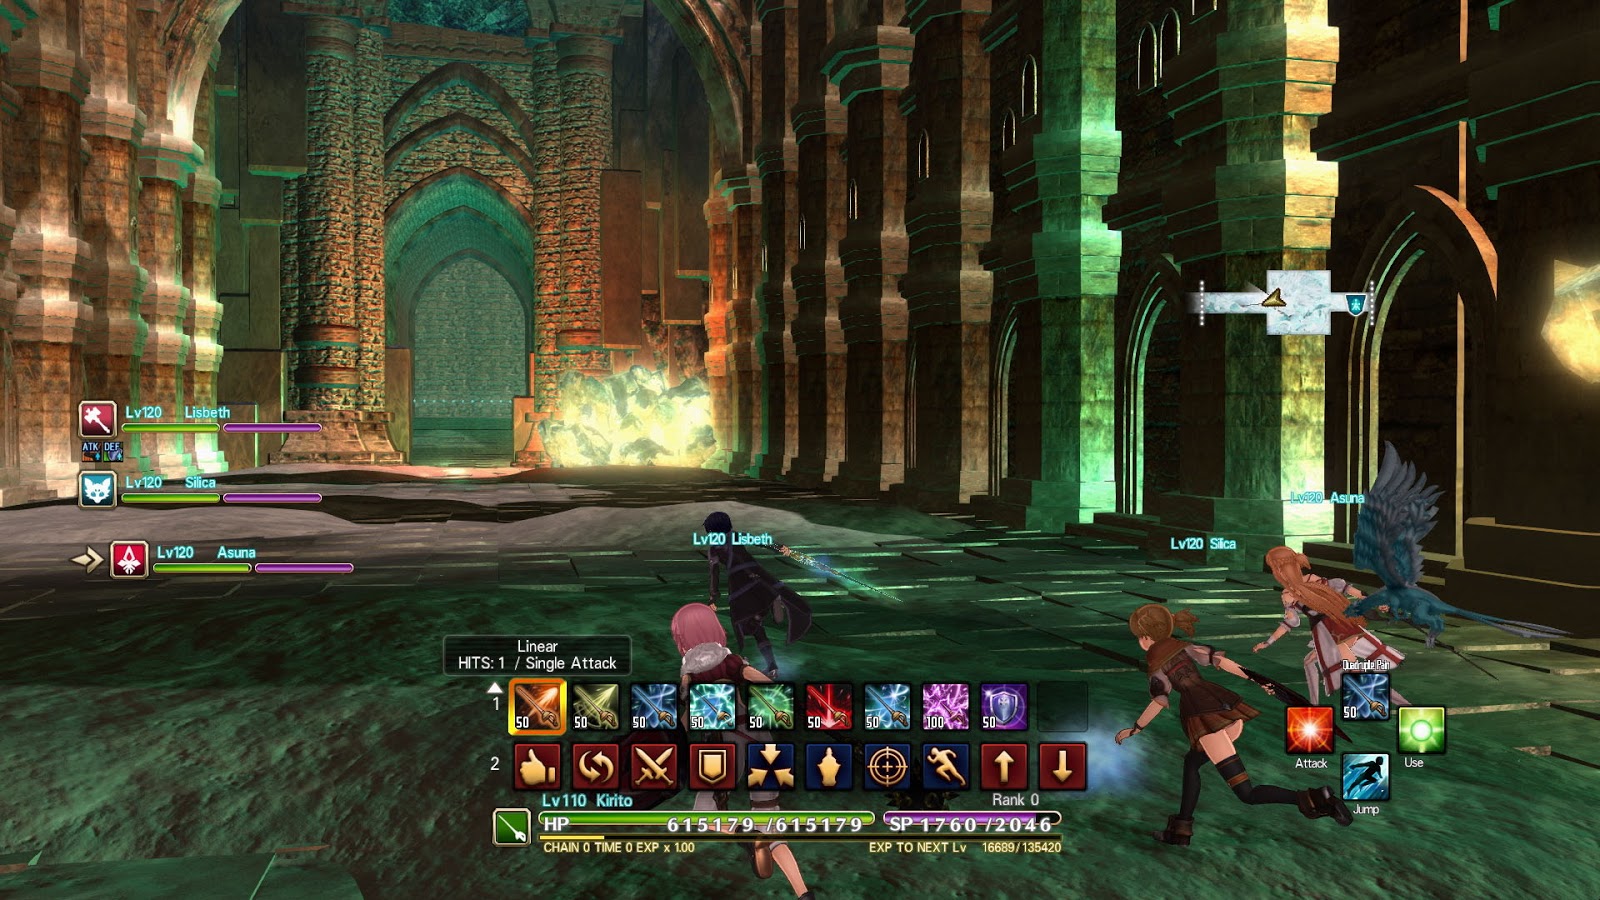 Lv120 Lisbeth
ATK DEF
Lv120 Silica
Lv120 Asuna
Lv120 Asuna
Lv120 Lisbeth
Lv120 Silica
Linear
HITS: 1 / Single Attack
Quadruple Pain
1
50 50 50 50 50 50 50 100 50
50
Attack
Use
2
Jump
Lv110 Kirito
Rank 0
HP 615179 /615179
SP 1760 /2046
CHAIN 0 TIME 0 EXP x 1.00
EXP TO NEXT Lv 16689/135420